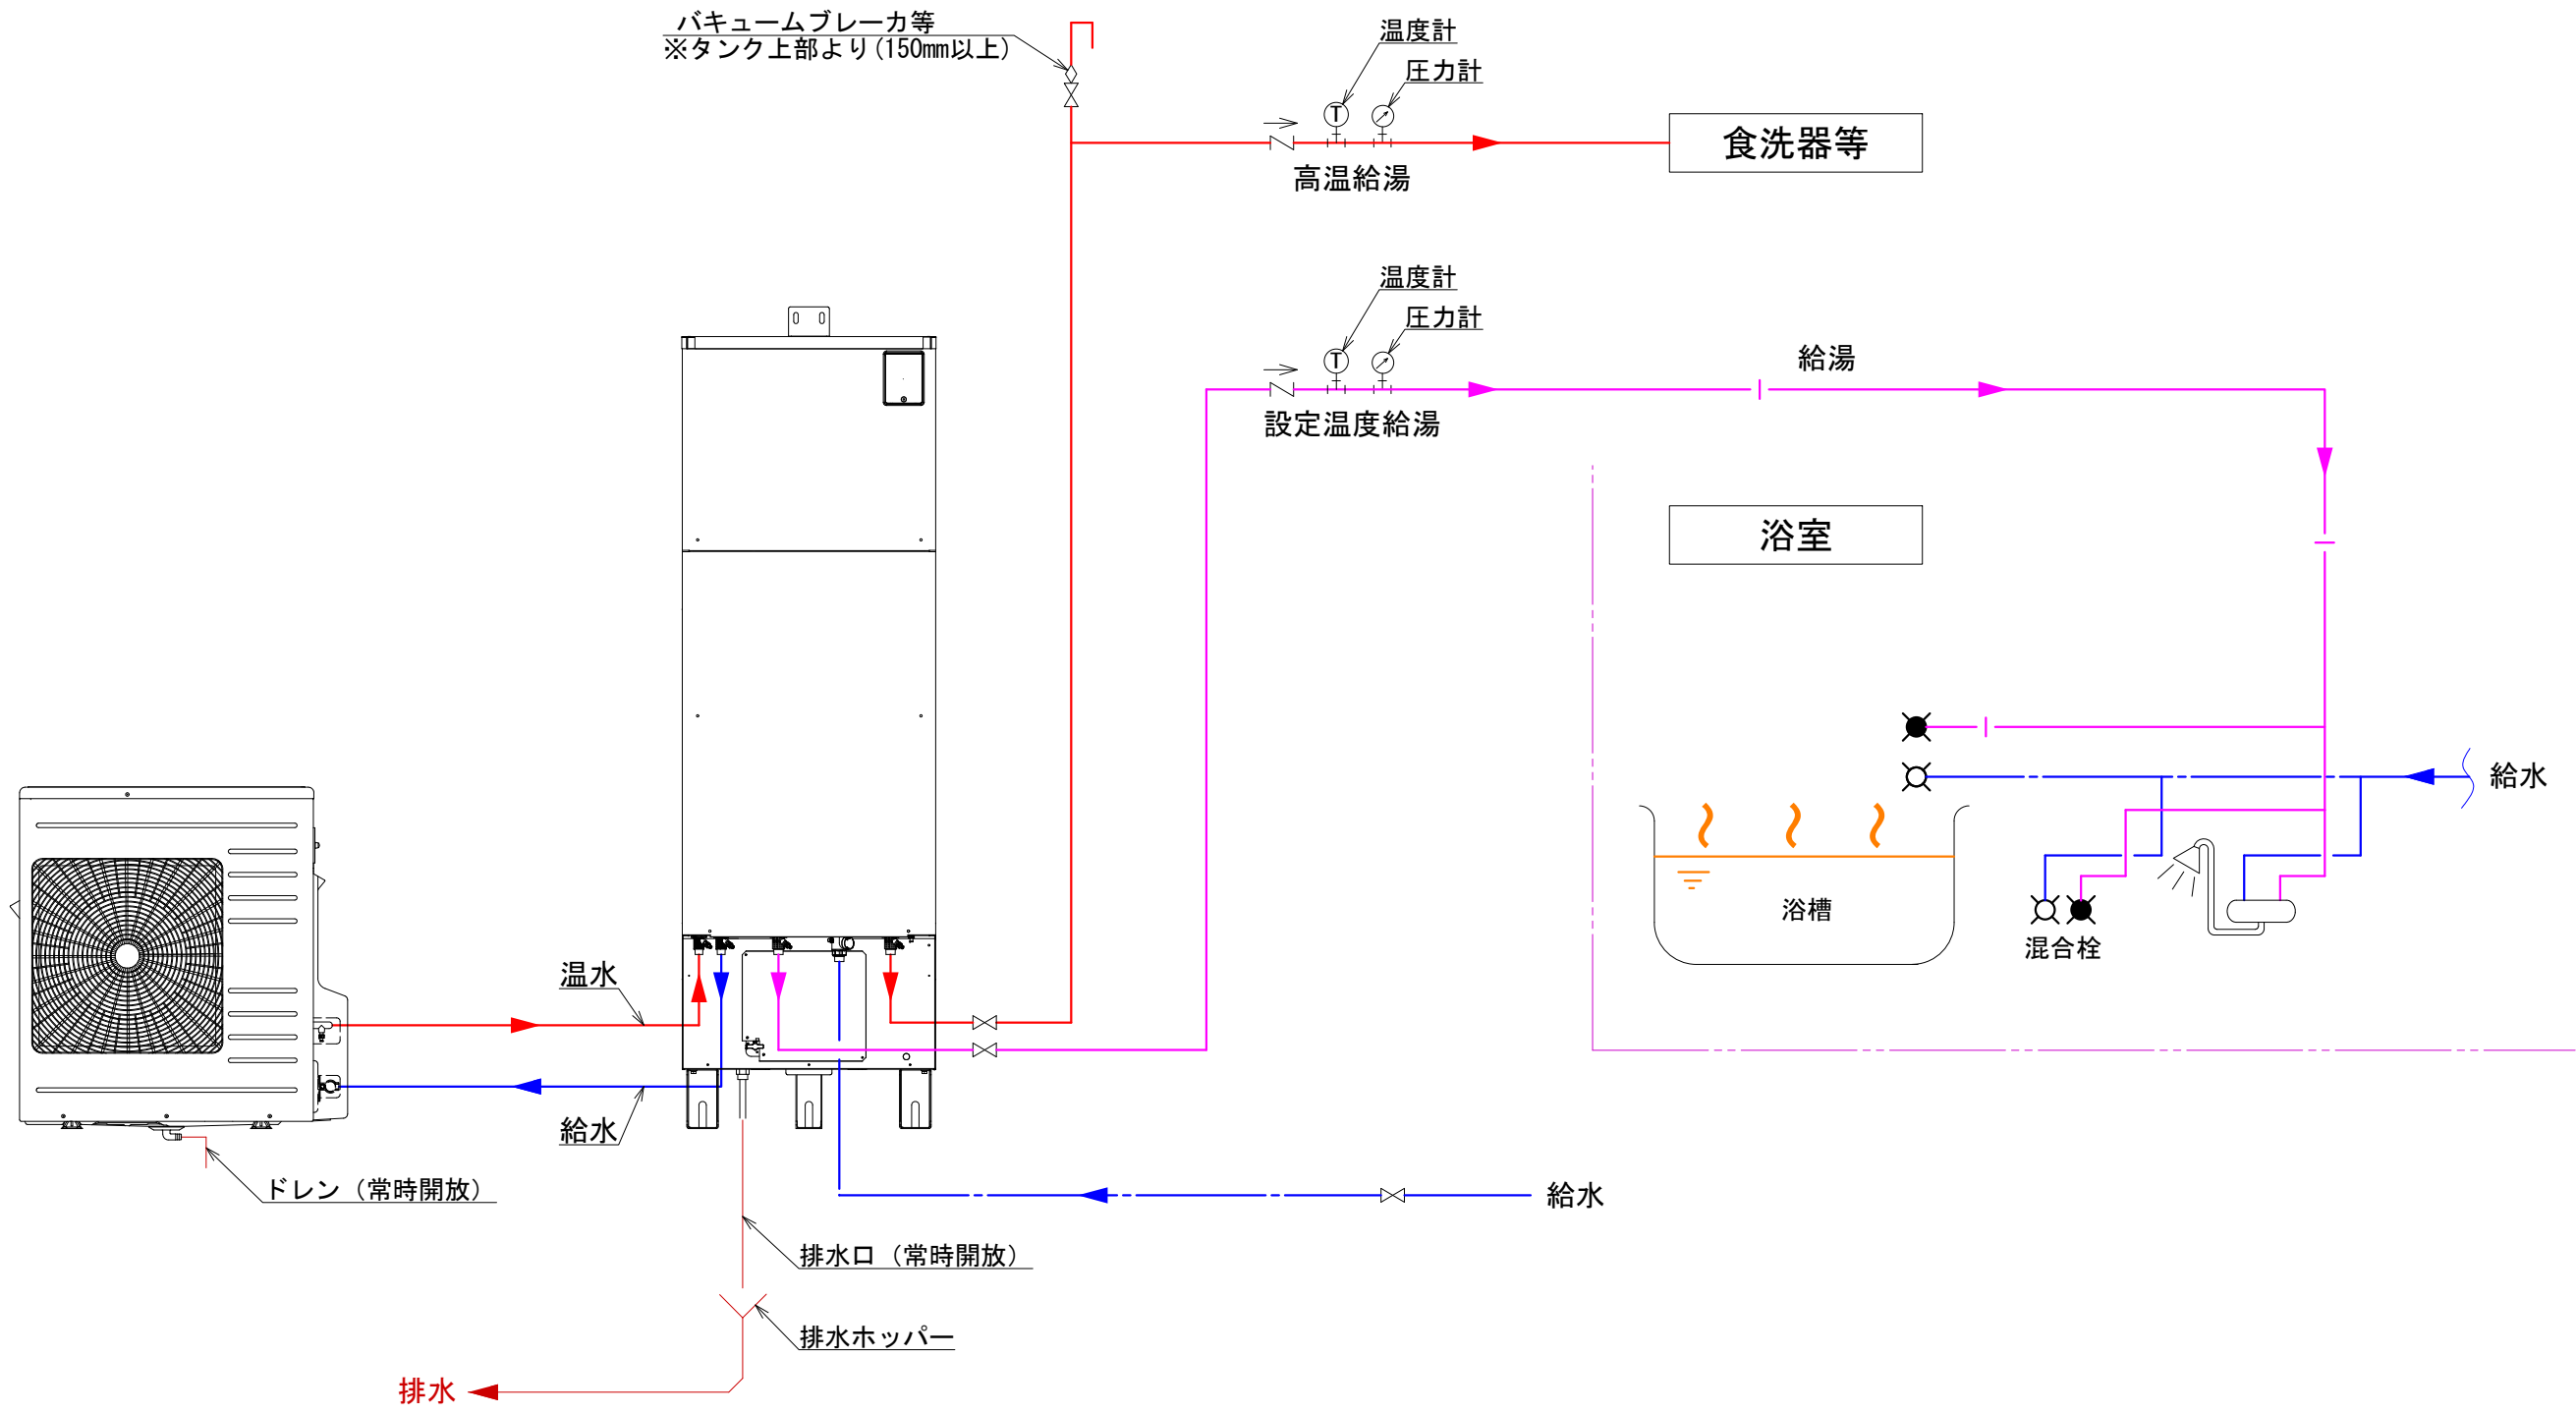 バキュームブレーカ等
※タンク上部より(150mm以上)
温度計
圧力計
T
食洗器等
高温給湯
温度計
圧力計
T
給湯
設定温度給湯
浴室
給水
浴槽
混合栓
温水
給水
ドレン（常時開放）
給水
排水口（常時開放）
排水ホッパー
排水